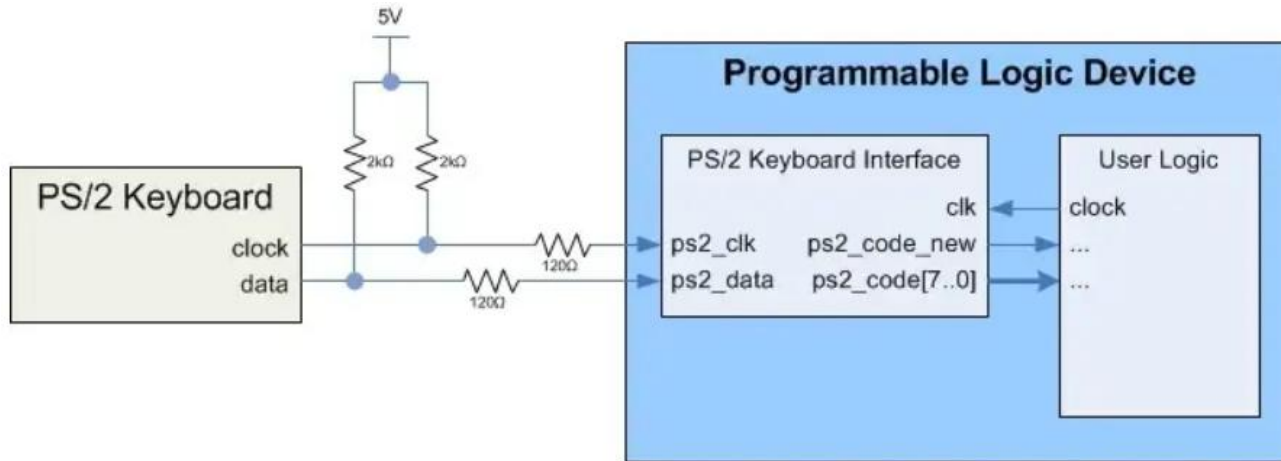 5V
Programmable Logic Device
2kΩ
2kΩ
PS/2 Keyboard Interface
User Logic
PS/2 Keyboard
clk
clock
clock
120Ω
ps2_clk
ps2_code_new
...
data
120Ω
ps2_data
ps2_code[7..0]
...